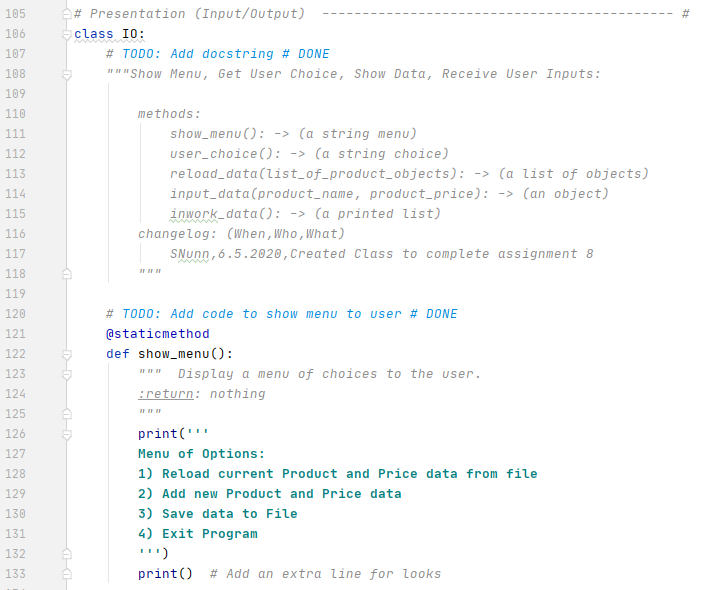 105 # Presentation (Input/Output)  -------------------------------------------- #
106 class IO:
107     # TODO: Add docstring # DONE
108     """Show Menu, Get User Choice, Show Data, Receive User Inputs:
109
110         methods:
111             show_menu(): -> (a string menu)
112             user_choice(): -> (a string choice)
113             reload_data(list_of_product_objects): -> (a list of objects)
114             input_data(product_name, product_price): -> (an object)
115             inwork_data(): -> (a printed list)
116         changelog: (When,Who,What)
117             SNunn,6.5.2020,Created Class to complete assignment 8
118         """
119
120     # TODO: Add code to show menu to user # DONE
121     @staticmethod
122     def show_menu():
123         """  Display a menu of choices to the user.
124         :return: nothing
125         """
126         print('''
127         Menu of Options:
128         1) Reload current Product and Price data from file
129         2) Add new Product and Price data
130         3) Save data to File
131         4) Exit Program
132         ''')
133         print()  # Add an extra line for looks